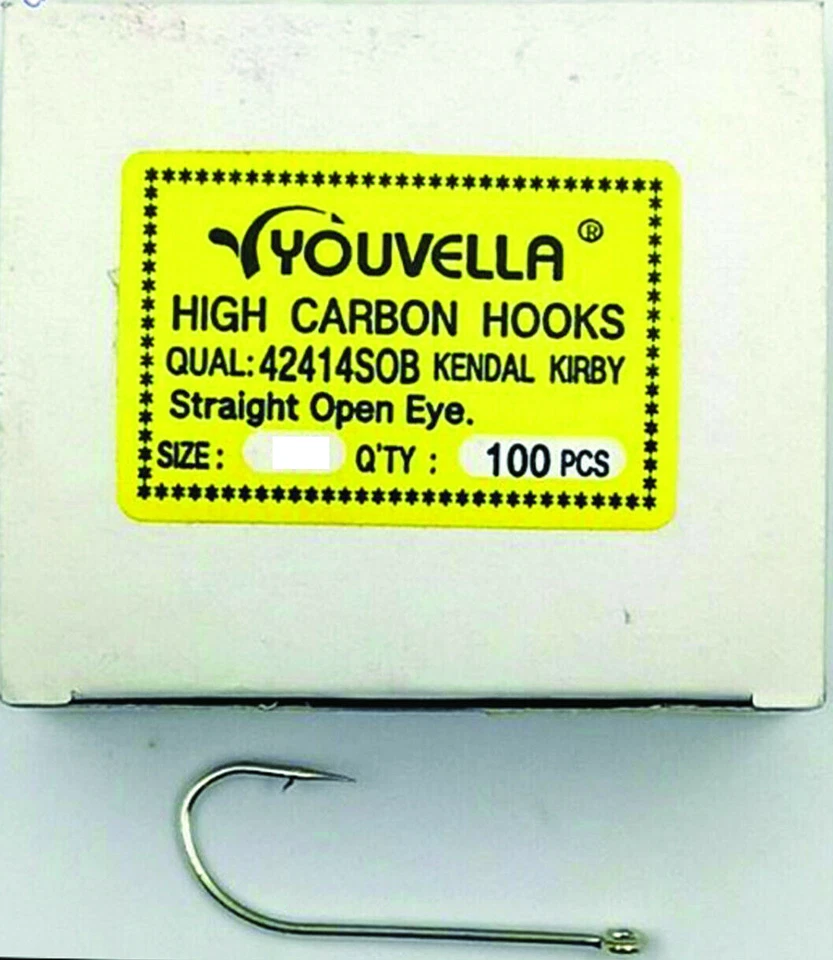 YOUVELLA ®
HIGH CARBON HOOKS
QUAL: 42414SOB KENDAL KIRBY
Straight Open Eye.
SIZE: Q'TY : 100 PCS